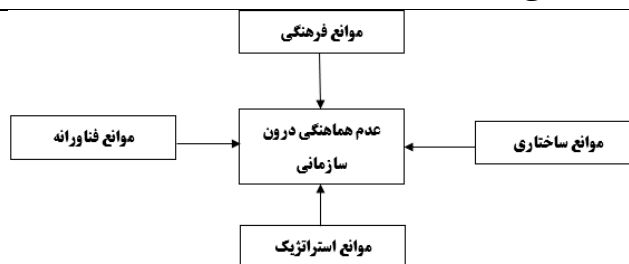 موانع فرهنگی
عدم هماهنگی درون
سازمانی
موانع ساختاری
موانع فناورانه
موانع استراتژیک